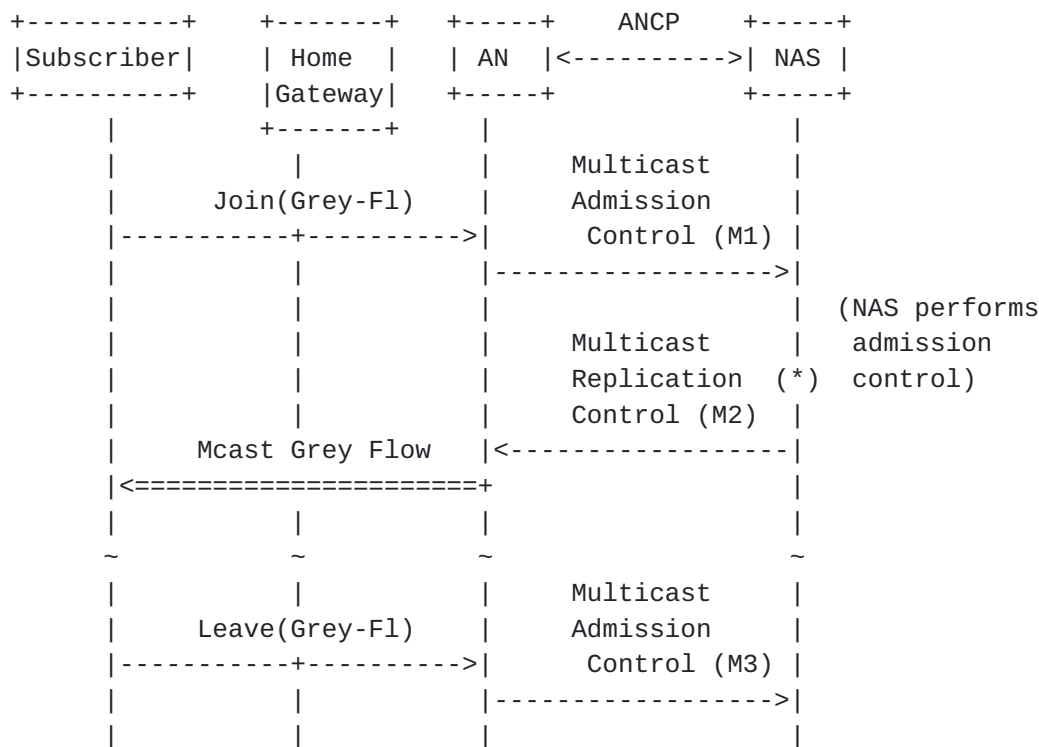 +----------+    +-------+   +-----+    ANCP    +-----+
|Subscriber|    | Home  |   | AN  |<---------->| NAS |
+----------+    |Gateway|   +-----+            +-----+
      |         +-------+     |                   |
      |           |           |     Multicast     |
      |      Join(Grey-Fl)    |     Admission     |
      |-----------+---------->|      Control (M1) |
      |           |           |------------------>|
      |           |           |                   |  (NAS performs
      |           |           |     Multicast     |   admission
      |           |           |     Replication  (*)  control)
      |           |           |     Control (M2)  |
      |     Mcast Grey Flow   |<------------------|
      |<======================+                   |
      |           |           |                   |
      ~           ~           ~                   ~
      |           |           |     Multicast     |
      |     Leave(Grey-Fl)    |     Admission     |
      |-----------+---------->|      Control (M3) |
      |           |           |------------------>|
      |           |           |                   |